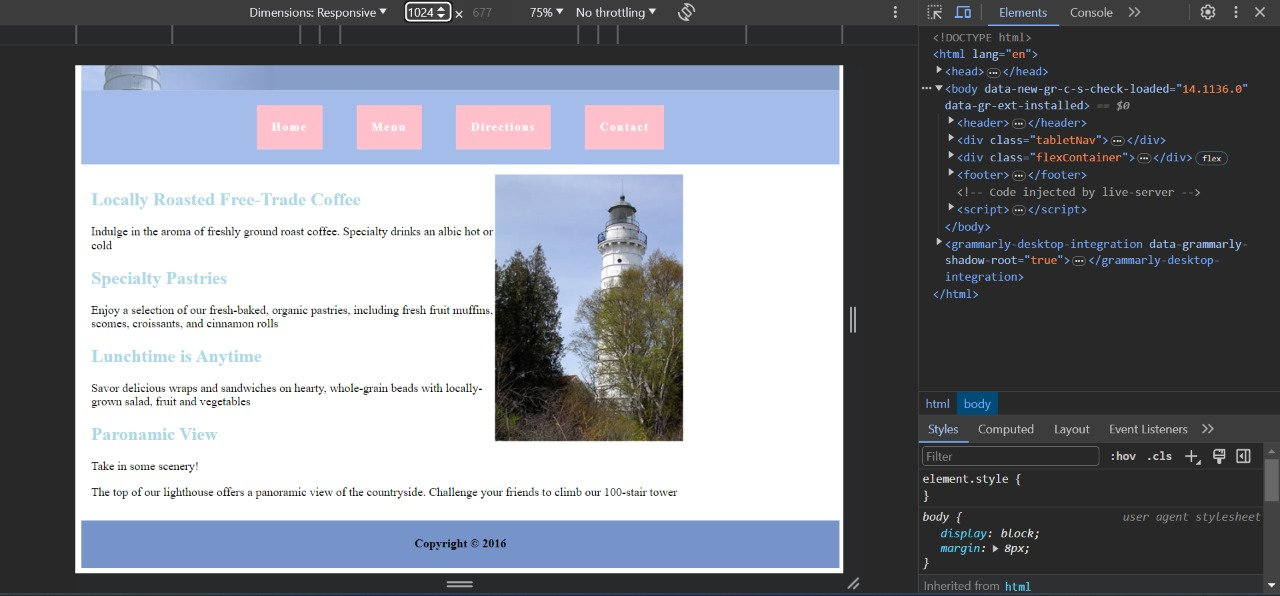 Dimensions: Responsive 1024 × 677 75% No throttling
Elements Console
Home Menu Directions Contact
Locally Roasted Free-Trade Coffee
Indulge in the aroma of freshly ground roast coffee. Specialty drinks an albie hot or
cold
Specialty Pastries
Enjoy a selection of our fresh-baked, organic pastries, including fresh fruit muffins,
scomes, croissants, and cinnamon rolls
Lunchtime is Anytime
Savor delicious wraps and sandwiches on hearty, whole-grain beads with locally-
grown salad, fruit and vegetables
Paronamic View
Take in some scenery!
The top of our lighthouse offers a panoramic view of the countryside. Challenge your friends to climb our 100-stair tower
Copyright © 2016
<!DOCTYPE html>
<html lang="en">
<head> … </head>
… <body data-new-gr-c-s-check-loaded="14.1136.0"
data-gr-ext-installed> == $0
<header> … </header>
<div class="tabletNav"> … </div>
<div class="flexContainer"> … </div> flex
<footer> … </footer>
<!-- Code injected by live-server -->
<script> … </script>
</body>
<grammarly-desktop-integration data-grammarly-
shadow-root="true"> … </grammarly-desktop-
integration>
</html>
html body
Styles Computed Layout Event Listeners
Filter :hov .cls
element.style {
}
body { user agent stylesheet
display: block;
margin: 8px;
}
Inherited from html